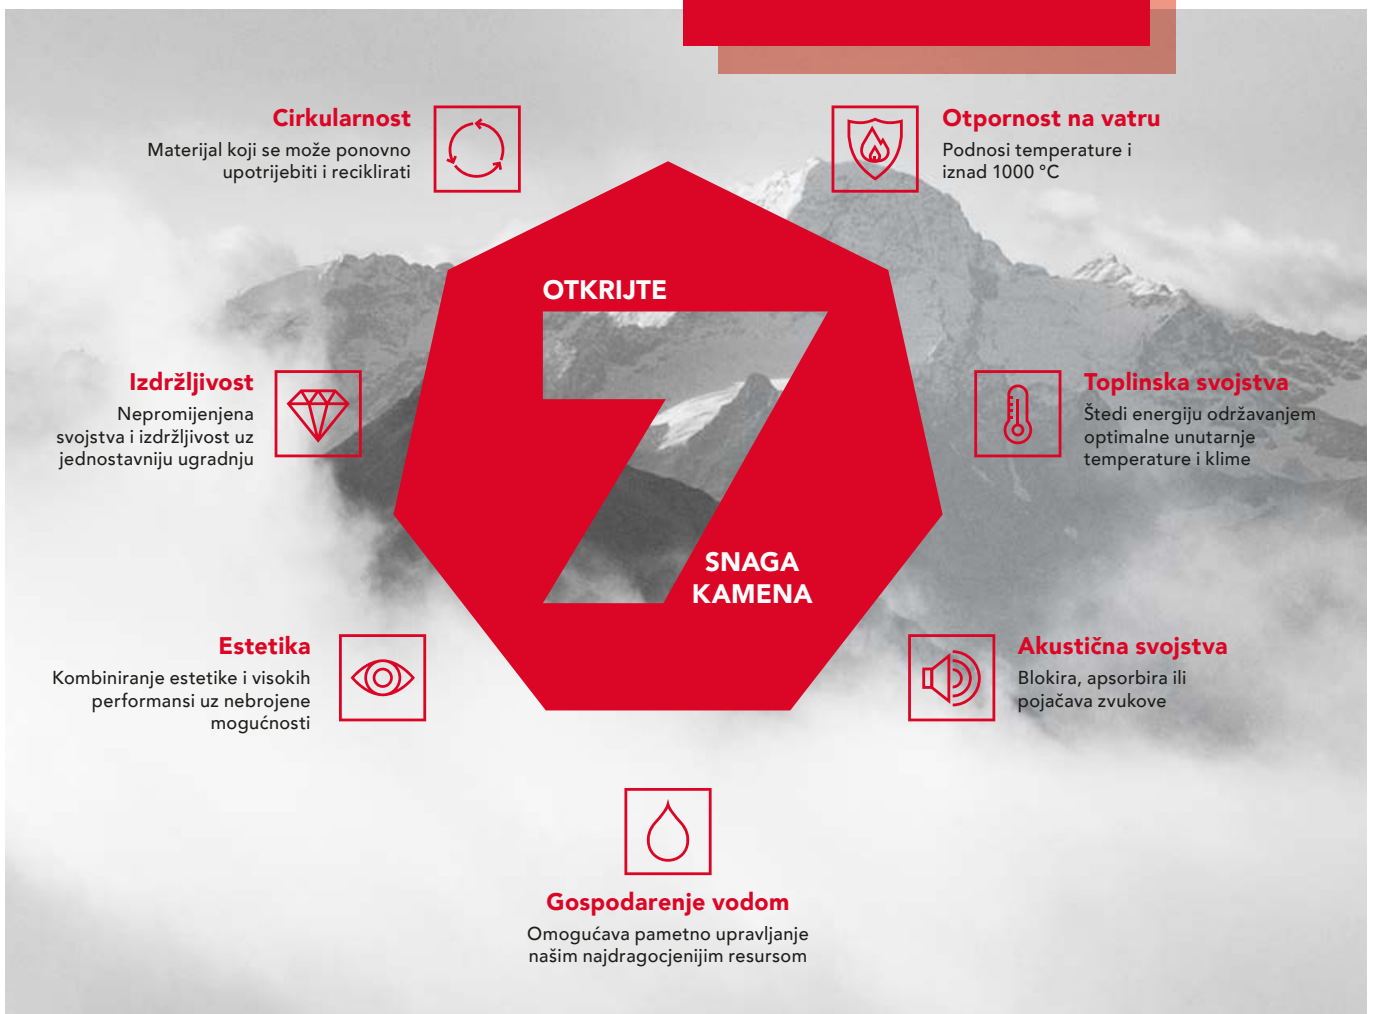 Cirkularnost
Materijal koji se može ponovno
upotrijebiti i reciklirati
Otpornost na vatru
Podnosi temperature i
iznad 1000 °C
OTKRIJTE
7
SNAGA
KAMENA
Izdržljivost
Nepromijenjena
svojstva i izdržljivost uz
jednostavniju ugradnju
Toplinska svojstva
Štedi energiju održavanjem
optimalne unutarnje
temperature i klime
Estetika
Kombiniranje estetike i visokih
performansi uz nebrojene
mogućnosti
Akustična svojstva
Blokira, apsorbira ili
pojačava zvukove
Gospodarenje vodom
Omogućava pametno upravljanje
našim najdragocjenijim resursom